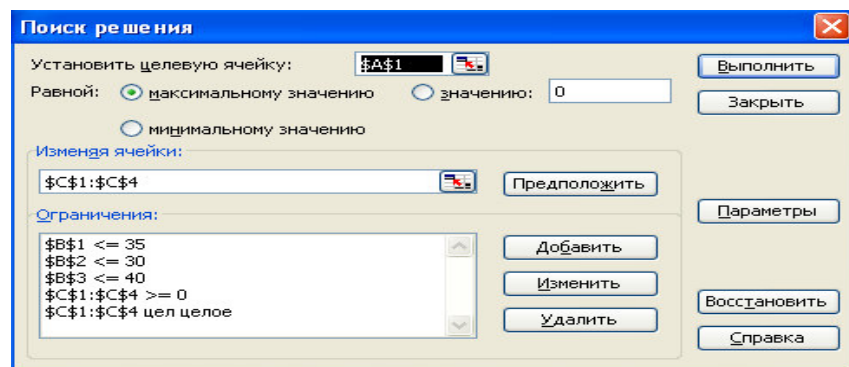 Поиск решения
Установить целевую ячейку: $A$1
Выполнить
Равной: максимальному значению значению: 0
Закрыть
минимальному значению
Изменяя ячейки:
$C$1:$C$4
Предположить
Ограничения:
Параметры
$B$1 <= 35
$B$2 <= 30
$B$3 <= 40
$C$1:$C$4 >= 0
$C$1:$C$4 цел целое
Добавить
Изменить
Удалить
Восстановить
Справка